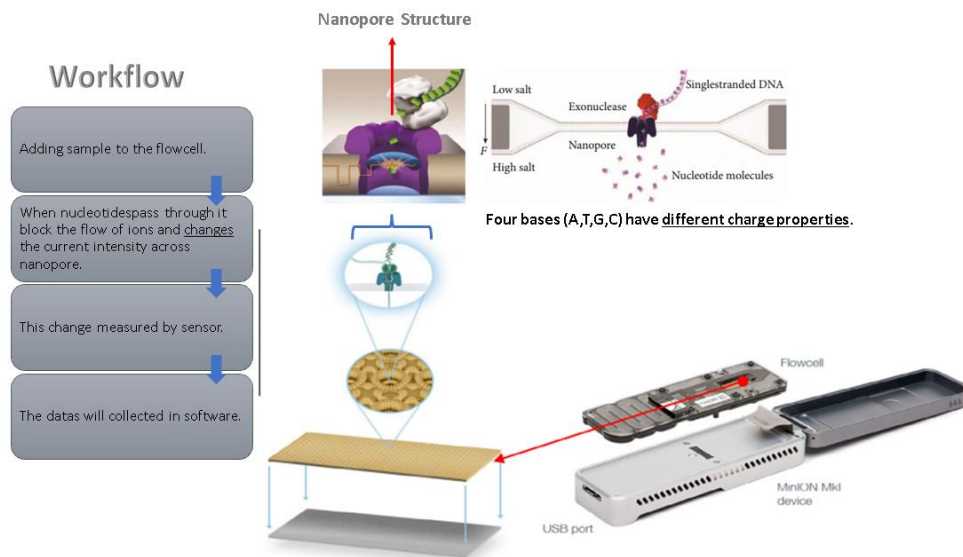 Nanopore Structure
Workflow
Adding sample to the flowcell.
When nucleotidespass through it
block the flow of ions and changes
the current intensity across
nanopore.
This change measured by sensor.
The datas will collected in software.
Low salt
Exonuclease
Singlestranded DNA
F
Nanopore
High salt
Nucleotide molecules
Four bases (A,T,G,C) have different charge properties.
Flowcell
MinION MkI
device
USB port